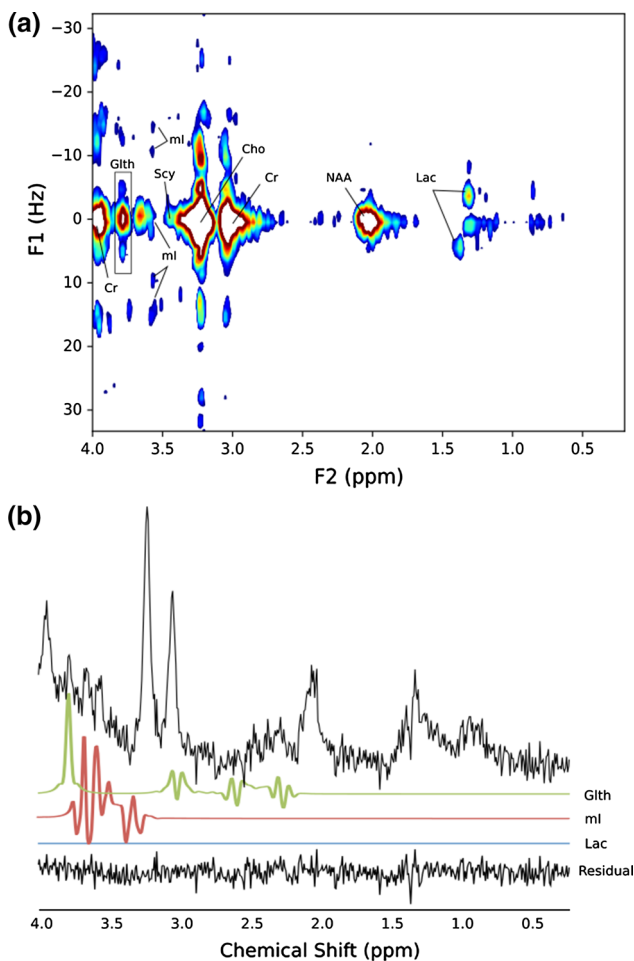 (a)
−30
−20
−10
0
10
20
30
F1 (Hz)
mI
Glth
Scy
Cho
Cr
NAA
Lac
mI
Cr
4.0 3.5 3.0 2.5 2.0 1.5 1.0 0.5
F2 (ppm)
(b)
Glth
mI
Lac
Residual
4.0 3.5 3.0 2.5 2.0 1.5 1.0 0.5
Chemical Shift (ppm)